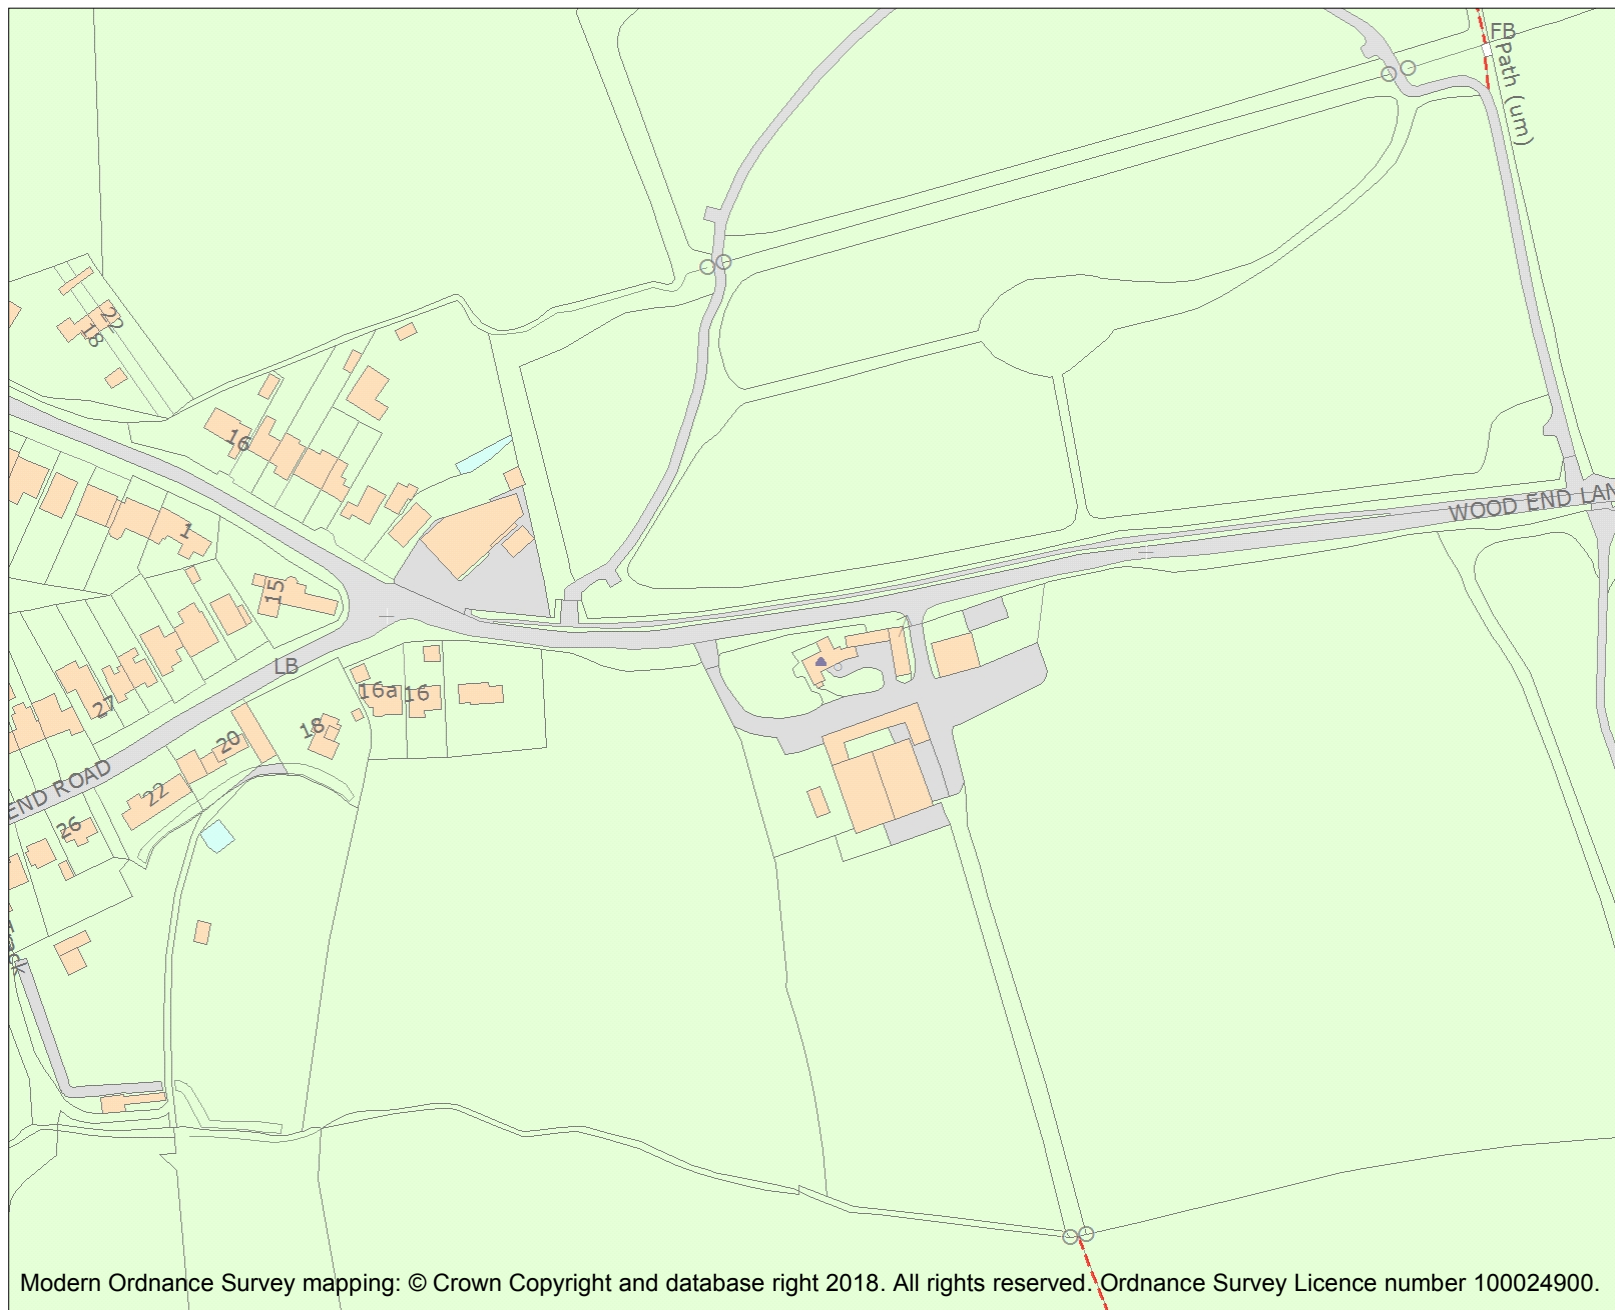 FB
Path (um)
22
18
16
1
WOOD END LAN
15
LB
27
16a
16
18
20
22
END ROAD
26
Modern Ordnance Survey mapping: © Crown Copyright and database right 2018. All rights reserved. Ordnance Survey Licence number 100024900.